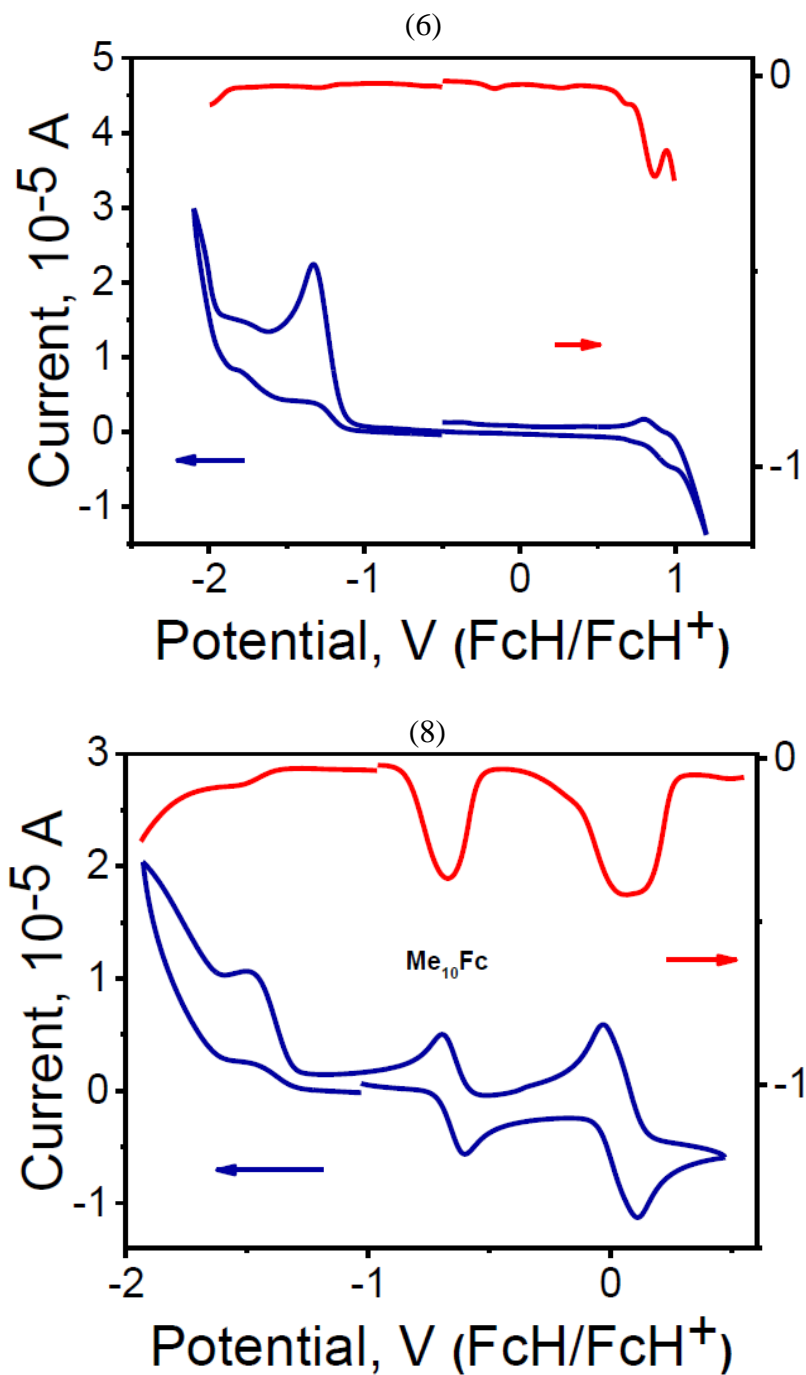 (6)
5
4
3
2
1
0
-1
0
-1
Current, 10-5 A
-2 -1 0 1
Potential, V (FcH/FcH+)
(8)
3
2
1
0
-1
0
-1
Current, 10-5 A
Me10Fc
-2 -1 0
Potential, V (FcH/FcH+)